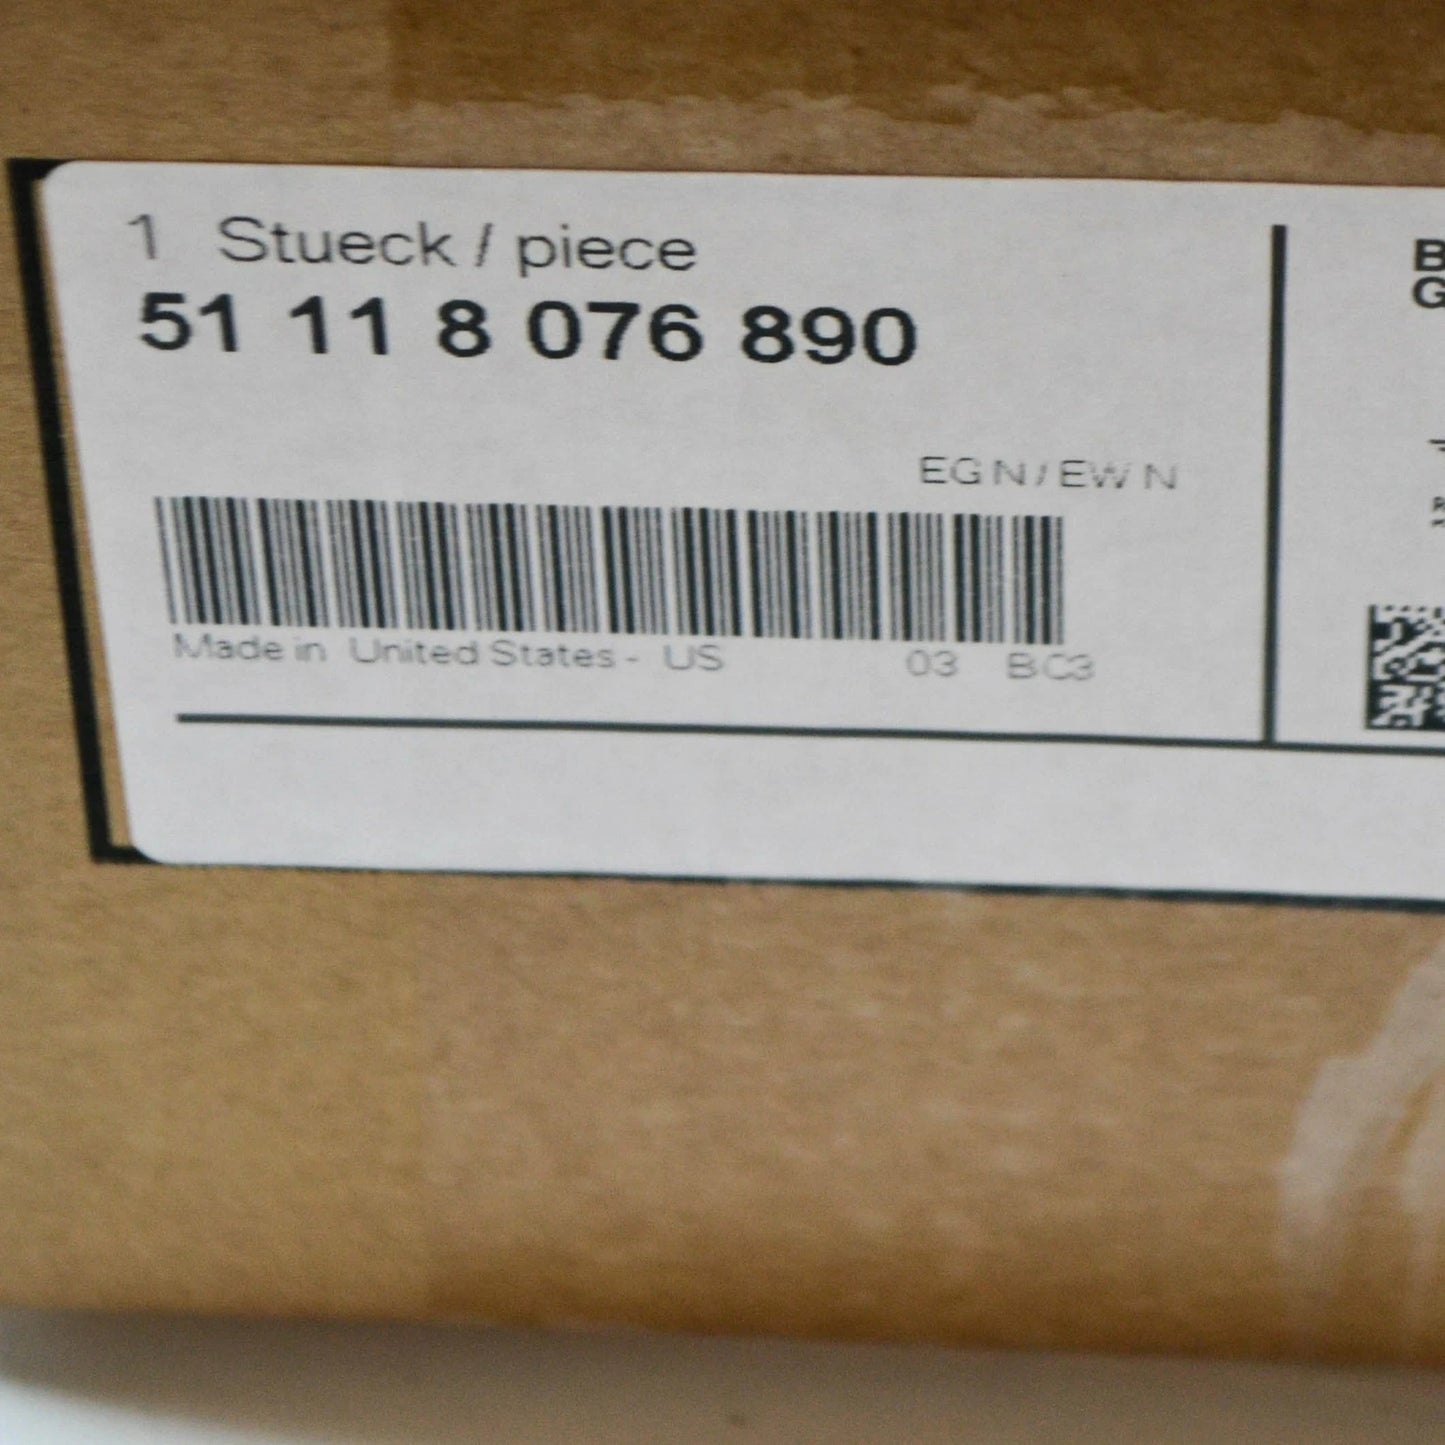 1 Stueck / piece
51 11 8 076 890
EG N / EW N
Made in United States - US 03 BC3
B
G